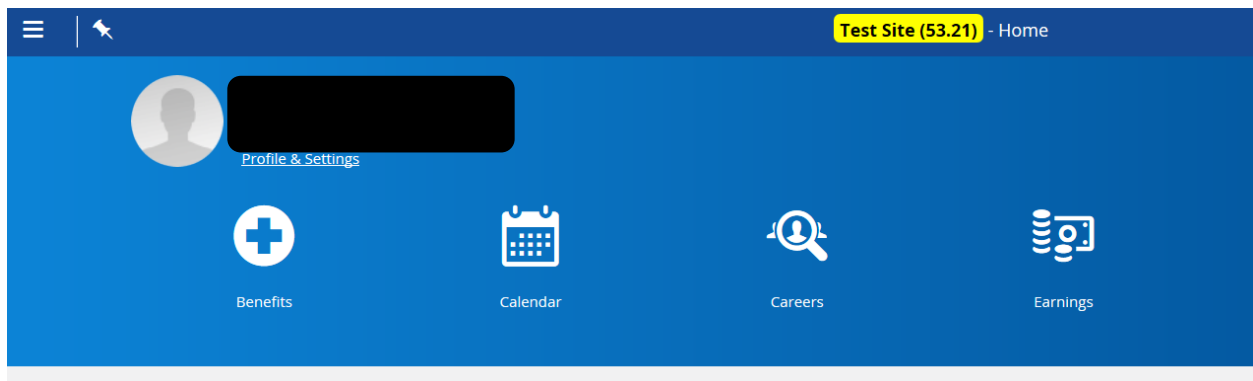 Test Site (53.21) - Home
Profile & Settings
Benefits Calendar Careers Earnings